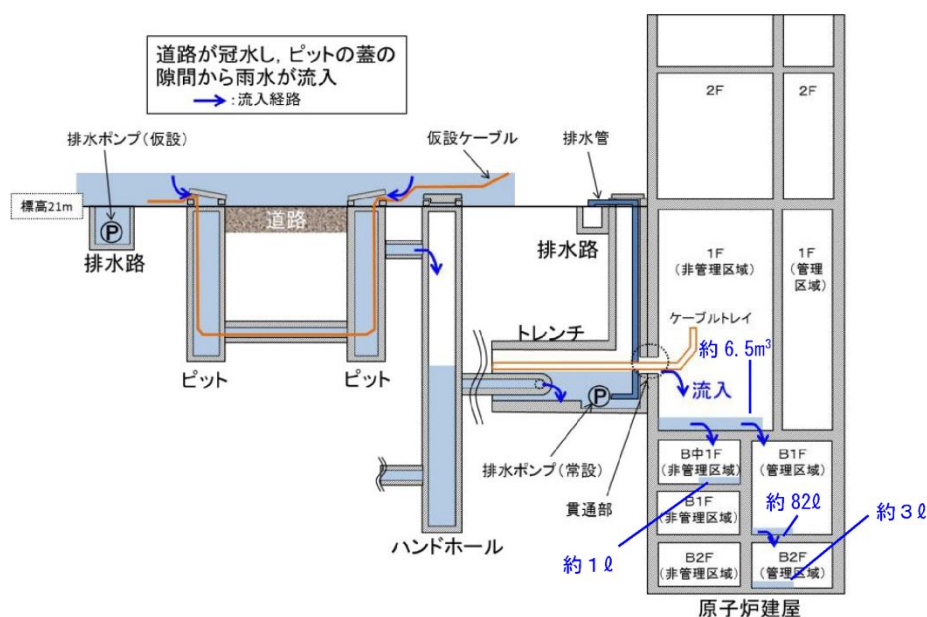 道路が冠水し，ピットの蓋の
隙間から雨水が流入
：流入経路
2F
2F
排水ポンプ（仮設）
仮設ケーブル
排水管
標高21m
P
道路
排水路
排水路
1F
（非管理区域）
1F
（管理
区域）
ケーブルトレイ
トレンチ
約6.5m³
ピット
ピット
P
流入
排水ポンプ（常設）
貫通部
B中1F
（非管理区域）
B1F
（管理区域）
B1F
（非管理区域）
約82ℓ
約3ℓ
ハンドホール
約1ℓ
B2F
（非管理区域）
B2F
（管理区域）
原子炉建屋